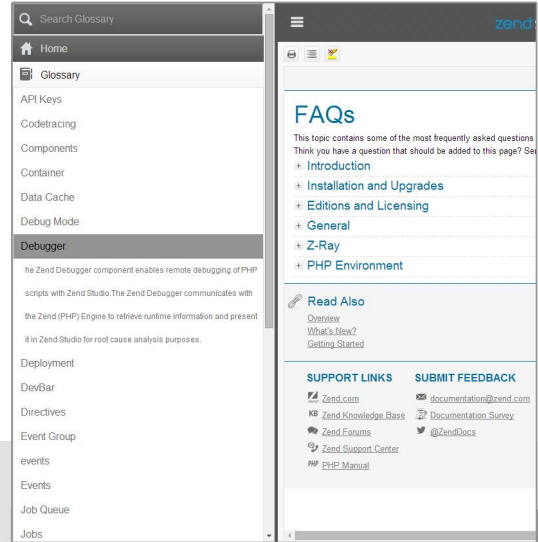 Search Glossary
Home
Glossary
API Keys
Codetracing
Components
Container
Data Cache
Debug Mode
Debugger
he Zend Debugger component enables remote debugging of PHP
scripts with Zend Studio.The Zend Debugger communicates with
the Zend (PHP) Engine to retrieve runtime information and present
it in Zend Studio for root cause analysis purposes.
Deployment
DevBar
Directives
Event Group
events
Events
Job Queue
Jobs
zend
FAQs
This topic contains some of the most frequently asked questions
Think you have a question that should be added to this page?
Introduction
Installation and Upgrades
Editions and Licensing
General
Z-Ray
PHP Environment
Read Also
Overview
What's New?
Getting Started
SUPPORT LINKS
Zend.com
KB Zend Knowledge Base
Zend Forums
Zend Support Center
PHP PHP Manual
SUBMIT FEEDBACK
documentation@zend.com
Documentation Survey
@ZendDocs